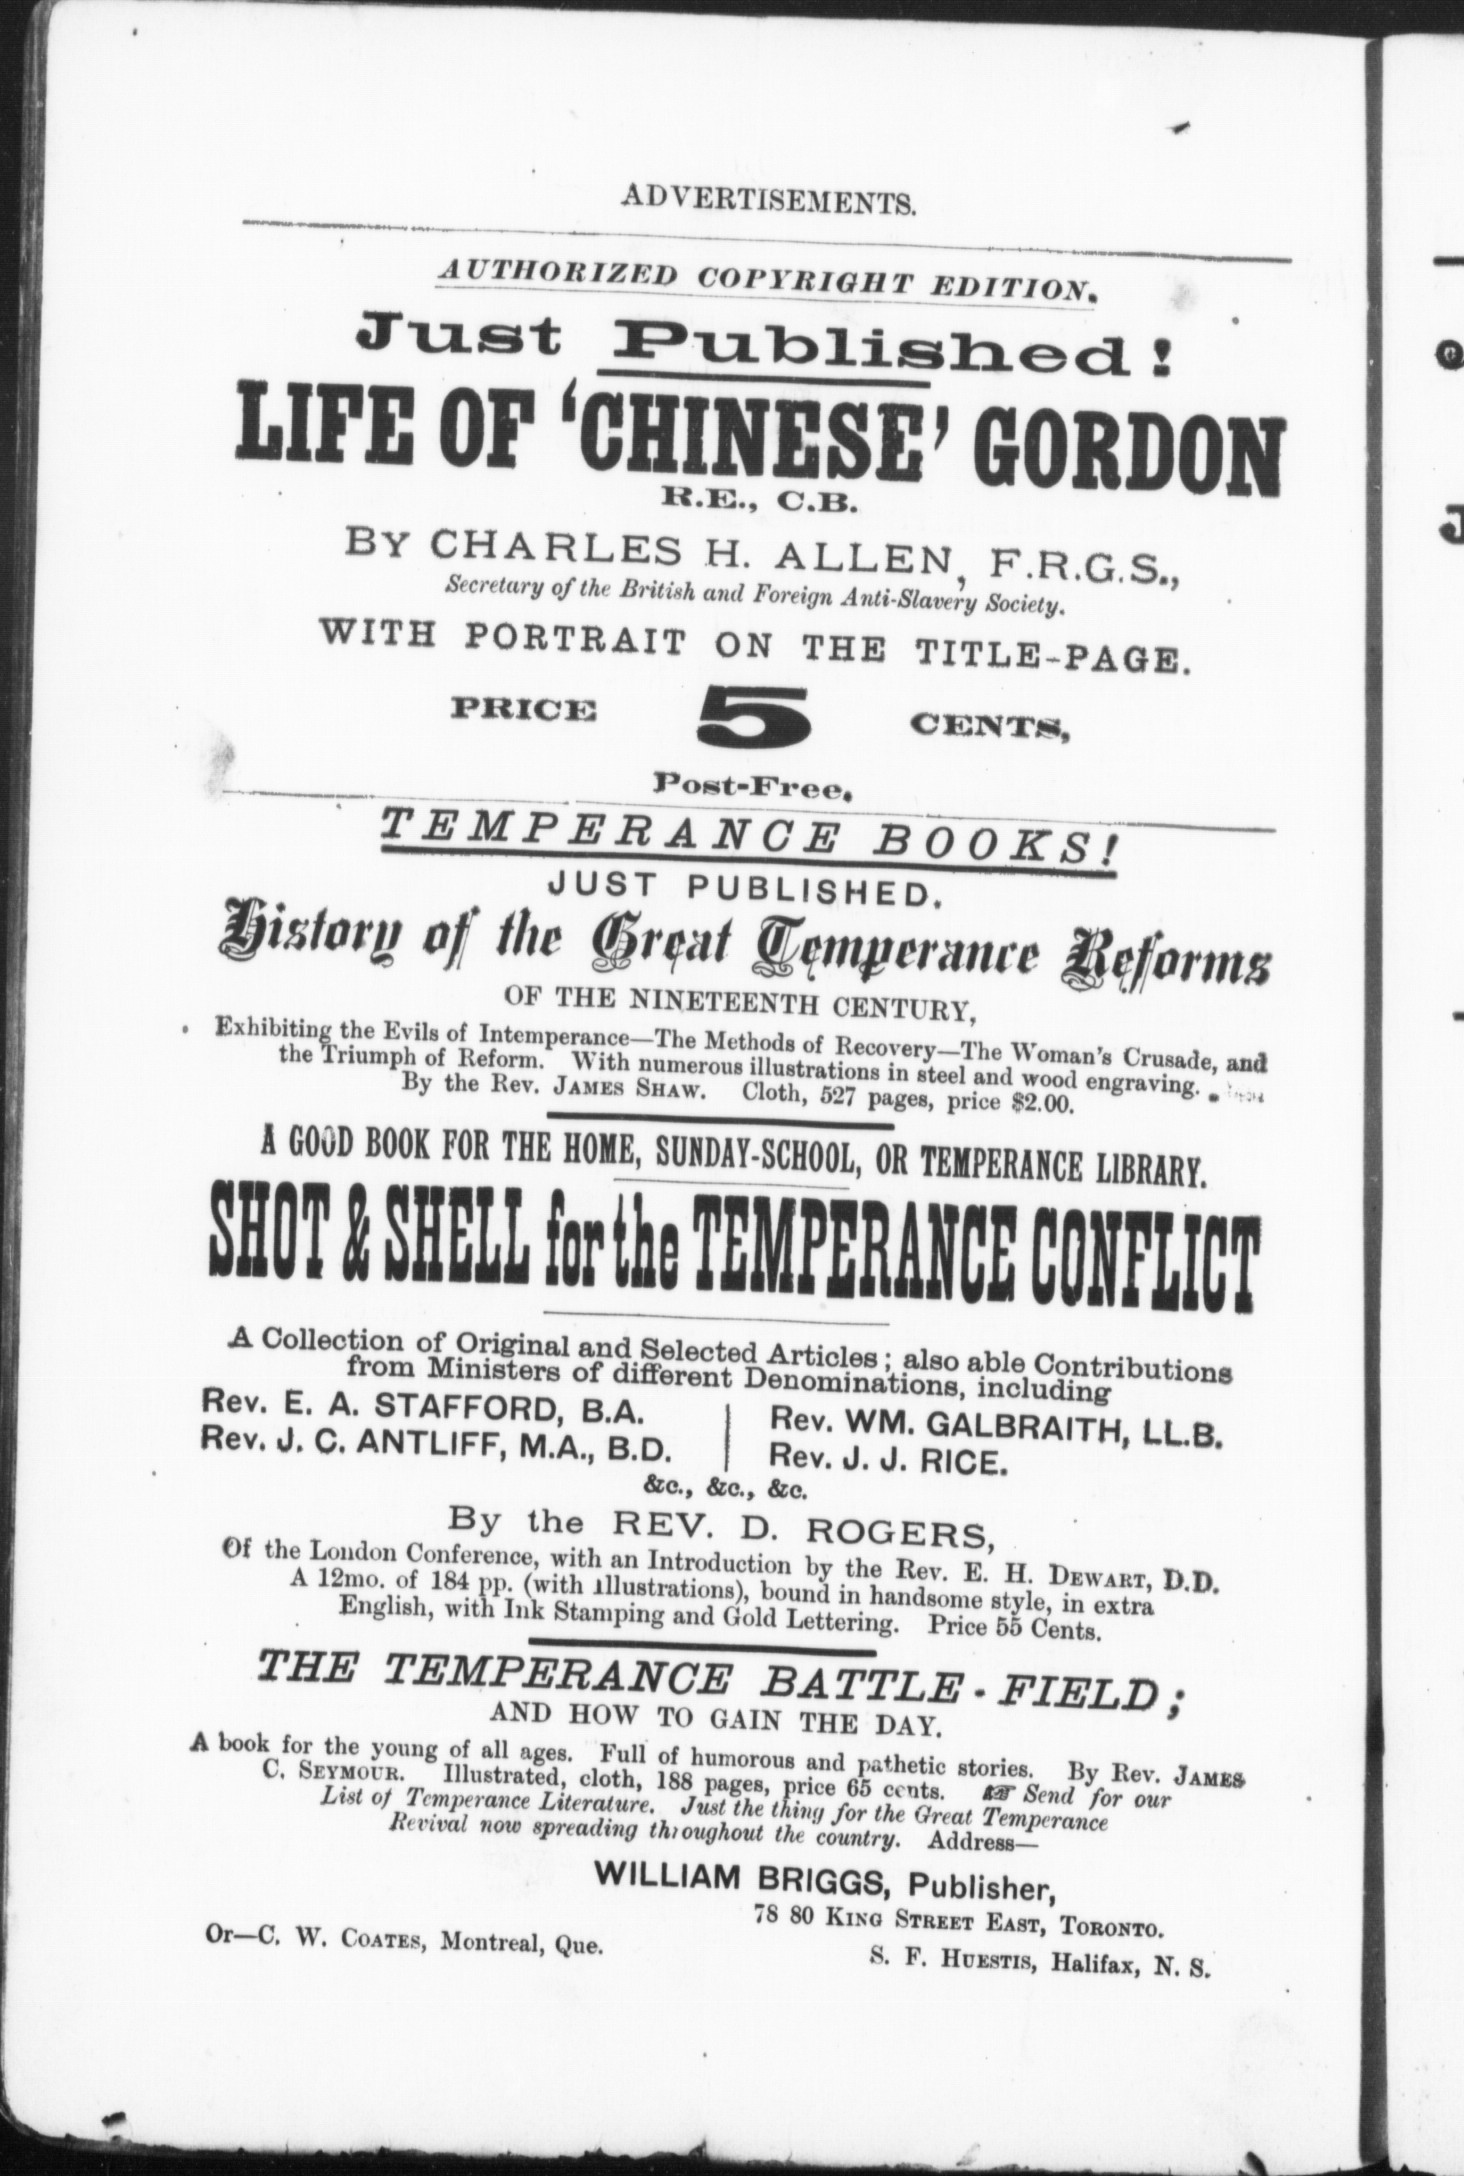 ADVERTISEMENTS.
AUTHORIZED COPYRIGHT EDITION.
Just Published!
LIFE OF 'CHINESE' GORDON
R.E., C.B.
BY CHARLES H. ALLEN, F.R.G.S.,
Secretary of the British and Foreign Anti-Slavery Society.
WITH PORTRAIT ON THE TITLE-PAGE.
PRICE 5 CENTS,
Post-Free.
TEMPERANCE BOOKS!
JUST PUBLISHED.
History of the Great Temperance Reforms
OF THE NINETEENTH CENTURY,
Exhibiting the Evils of Intemperance—The Methods of Recovery—The Woman's Crusade, and
the Triumph of Reform. With numerous illustrations in steel and wood engraving.
By the Rev. JAMES SHAW. Cloth, 527 pages, price $2.00.
A GOOD BOOK FOR THE HOME, SUNDAY-SCHOOL, OR TEMPERANCE LIBRARY.
SHOT & SHELL for the TEMPERANCE CONFLICT
A Collection of Original and Selected Articles; also able Contributions
from Ministers of different Denominations, including
Rev. E. A. STAFFORD, B.A. | Rev. WM. GALBRAITH, LL.B.
Rev. J. C. ANTLIFF, M.A., B.D. | Rev. J. J. RICE.
&c., &c., &c.
By the REV. D. ROGERS,
Of the London Conference, with an Introduction by the Rev. E. H. DEWART, D.D.
A 12mo. of 184 pp. (with illustrations), bound in handsome style, in extra
English, with Ink Stamping and Gold Lettering. Price 55 Cents.
THE TEMPERANCE BATTLE-FIELD;
AND HOW TO GAIN THE DAY.
A book for the young of all ages. Full of humorous and pathetic stories. By Rev. JAMES
C. SEYMOUR. Illustrated, cloth, 188 pages, price 65 cents. ☞ Send for our
List of Temperance Literature. Just the thing for the Great Temperance
Revival now spreading throughout the country. Address—
WILLIAM BRIGGS, Publisher,
78 80 KING STREET EAST, TORONTO.
Or—C. W. COATES, Montreal, Que.
S. F. HUESTIS, Halifax, N. S.